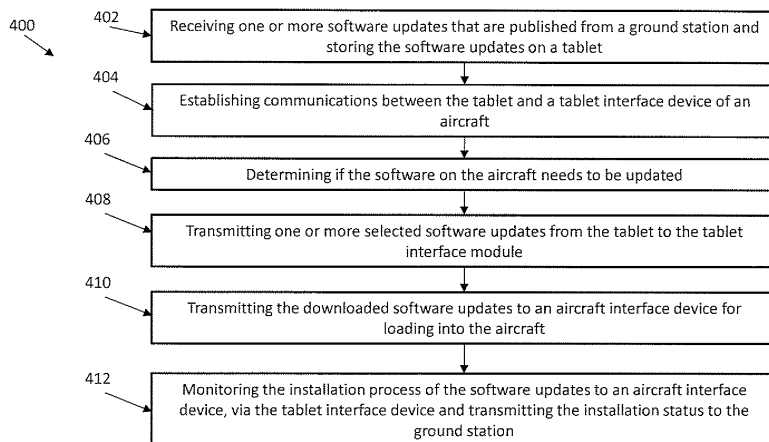 400
402
Receiving one or more software updates that are published from a ground station and
storing the software updates on a tablet
404
Establishing communications between the tablet and a tablet interface device of an
aircraft
406
Determining if the software on the aircraft needs to be updated
408
Transmitting one or more selected software updates from the tablet to the tablet
interface module
410
Transmitting the downloaded software updates to an aircraft interface device for
loading into the aircraft
412
Monitoring the installation process of the software updates to an aircraft interface
device, via the tablet interface device and transmitting the installation status to the
ground station